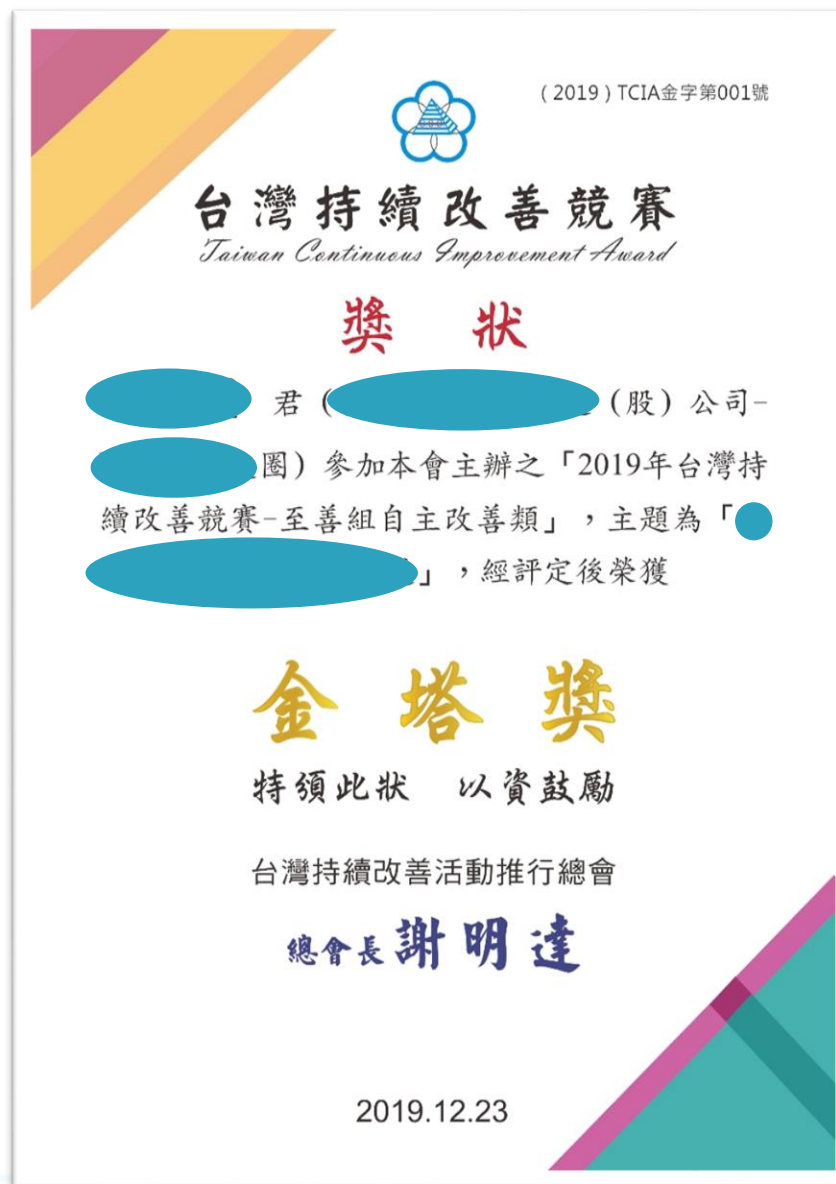 (2019)TCIA金字第001號
台灣持續改善競賽
Taiwan Continuous Improvement Award
獎 狀
君( (股)公司-
圈)參加本會主辦之「2019年台灣持
續改善競賽-至善組自主改善類」，主題為「
」，經評定後榮獲
金 塔 獎
特頒此狀 以資鼓勵
台灣持續改善活動推行總會
總會長 謝明達
2019.12.23